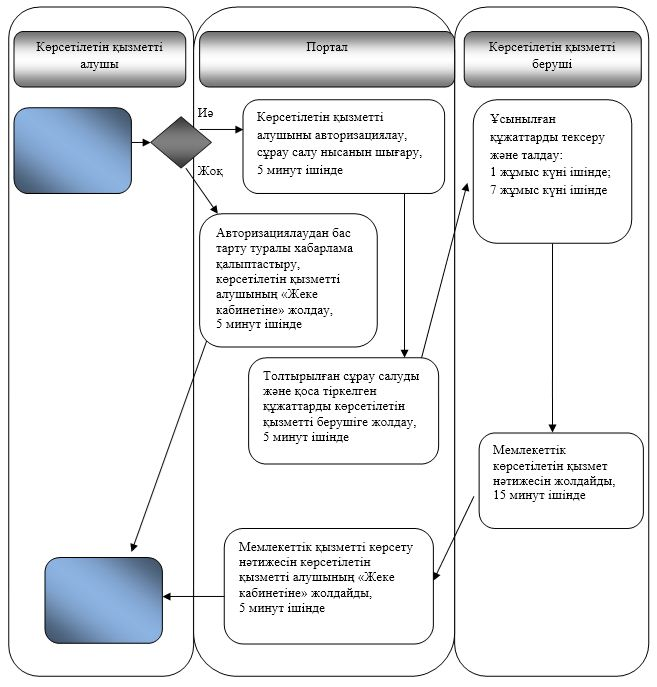 Көрсетілетін қызметті
алушы
Портал
Көрсетілетін қызметті
беруші
Иә
Жоқ
Көрсетілетін қызметті
алушыны авторизациялау,
сұрау салу нысанын шығару,
5 минут ішінде
Ұсынылған
құжаттарды тексеру
және талдау:
1 жұмыс күні ішінде;
7 жұмыс күні ішінде
Авторизациялаудан бас
тарту туралы хабарлама
қалыптастыру,
көрсетілетін қызметті
алушының «Жеке
кабинетіне» жолдау,
5 минут ішінде
Толтырылған сұрау салуды
және қоса тіркелген
құжаттарды көрсетілетін
қызметті берушіге жолдау,
5 минут ішінде
Мемлекеттік
көрсетілетін қызмет
нәтижесін жолдайды,
15 минут ішінде
Мемлекеттік қызметті көрсету
нәтижесін көрсетілетін
қызметті алушының «Жеке
кабинетіне» жолдайды,
5 минут ішінде